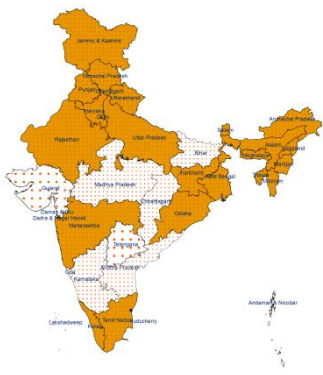 Jammu & Kashmir
Himachal Pradesh
Punjab
Chandigarh
Uttarakhand
Haryana
Delhi
Arunachal Pradesh
Sikkim
Rajasthan
Uttar Pradesh
Assam
Nagaland
Bihar
Meghalaya
Manipur
Jharkhand
West Bengal
Gujarat
Madhya Pradesh
Chhattisgarh
Daman & Diu
Dadra & Nagar Haveli
Odisha
Maharashtra
Telangana
Andhra Pradesh
Goa
Karnataka
Andaman & Nicobar
Lakshadweep
Tamil Nadu
Puducherry
Kerala